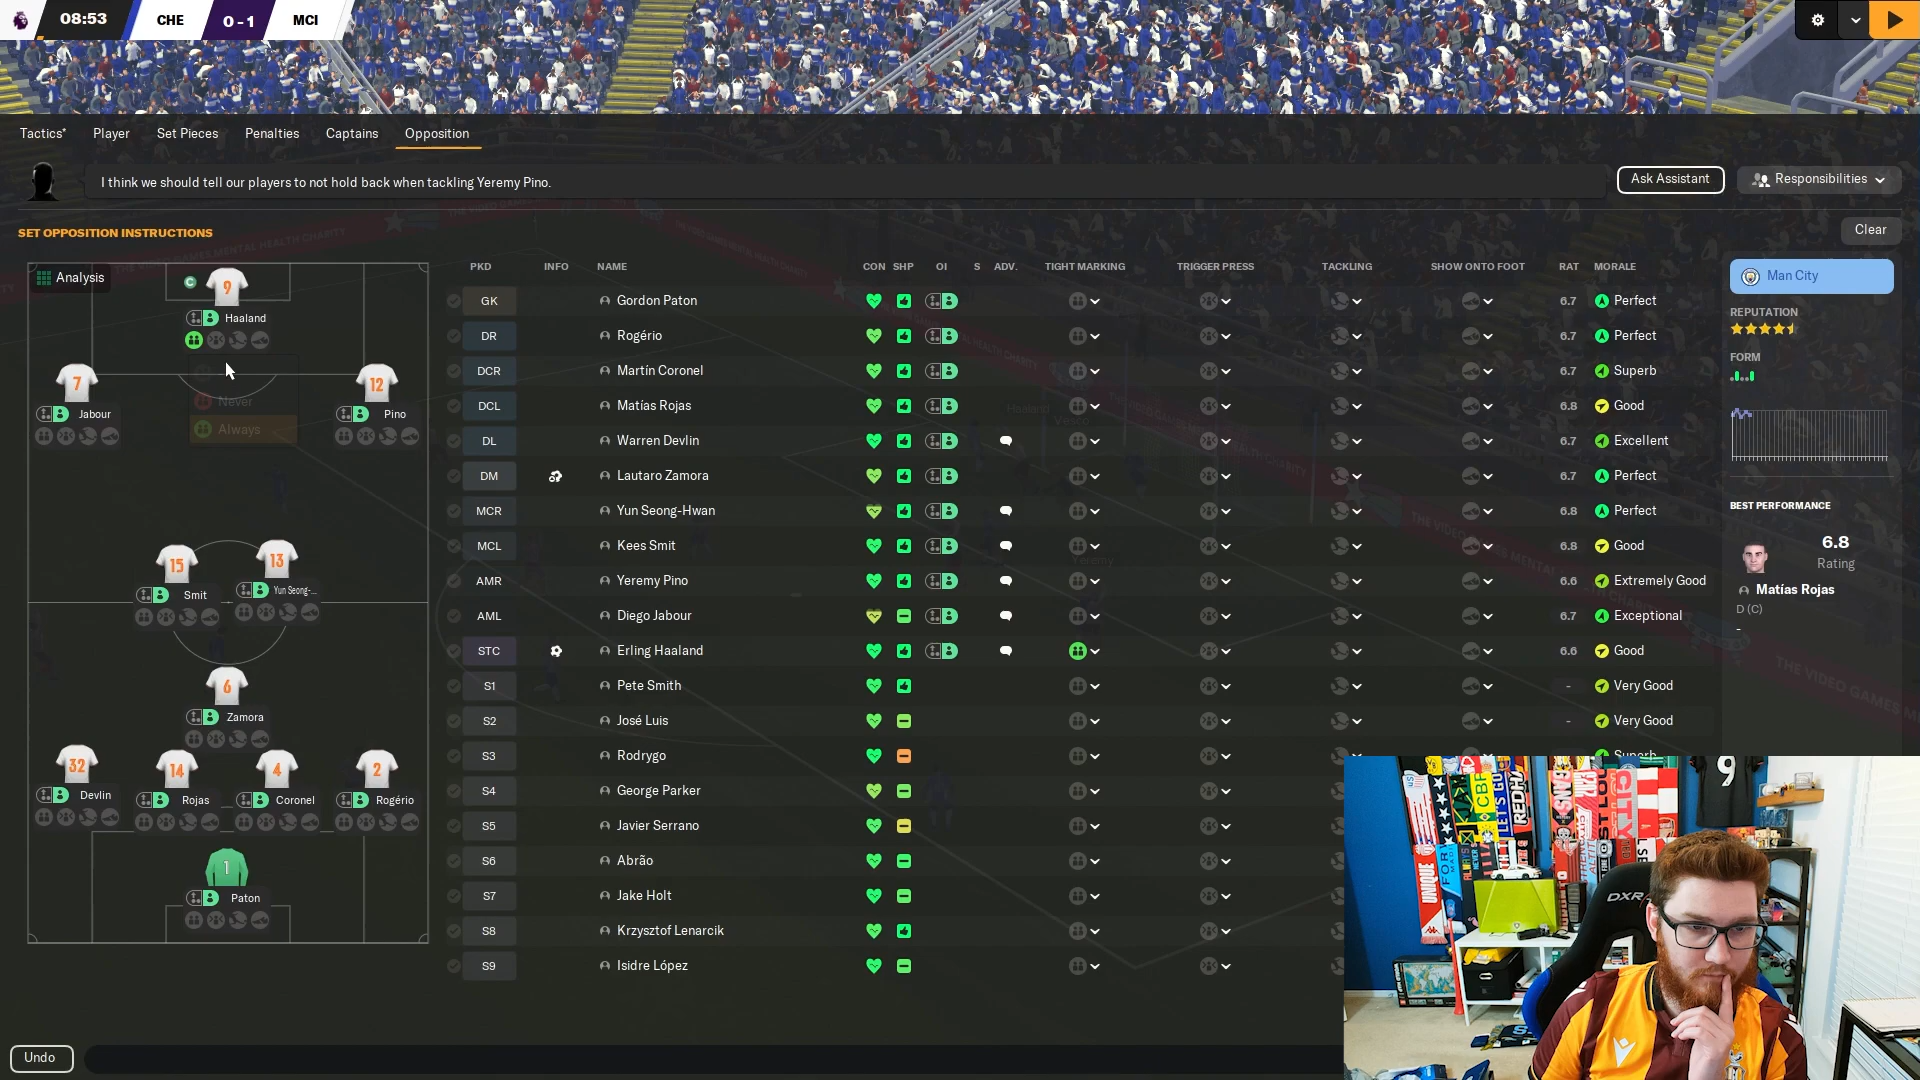 08:53 CHE 0 - 1 MCI
Tactics* Player Set Pieces Penalties Captains Opposition
I think we should tell our players to not hold back when tackling Yeremy Pino.
Ask Assistant Responsibilities
SET OPPOSITION INSTRUCTIONS
Clear
Analysis
9
Haaland
7
Jabour
12
Pino
Never
Always
15
Smit
13
Yun Seong-...
6
Zamora
32
Devlin
14
Rojas
4
Coronel
2
Rogério
1
Paton
PKD INFO NAME CON SHP OI S ADV. TIGHT MARKING TRIGGER PRESS TACKLING SHOW ONTO FOOT RAT MORALE
GK Gordon Paton 6.7 Perfect
DR Rogério 6.7 Perfect
DCR Martín Coronel 6.7 Superb
DCL Matías Rojas 6.8 Good
DL Warren Devlin 6.7 Excellent
DM Lautaro Zamora 6.7 Perfect
MCR Yun Seong-Hwan 6.8 Perfect
MCL Kees Smit 6.8 Good
AMR Yeremy Pino 6.6 Extremely Good
AML Diego Jabour 6.7 Exceptional
STC Erling Haaland 6.6 Good
S1 Pete Smith - Very Good
S2 José Luis - Very Good
S3 Rodrygo Superb
S4 George Parker
S5 Javier Serrano
S6 Abrão
S7 Jake Holt
S8 Krzysztof Lenarcik
S9 Isidre López
Man City
REPUTATION
FORM
BEST PERFORMANCE
6.8
Rating
Matías Rojas
D (C)
-
Undo
9
DXR